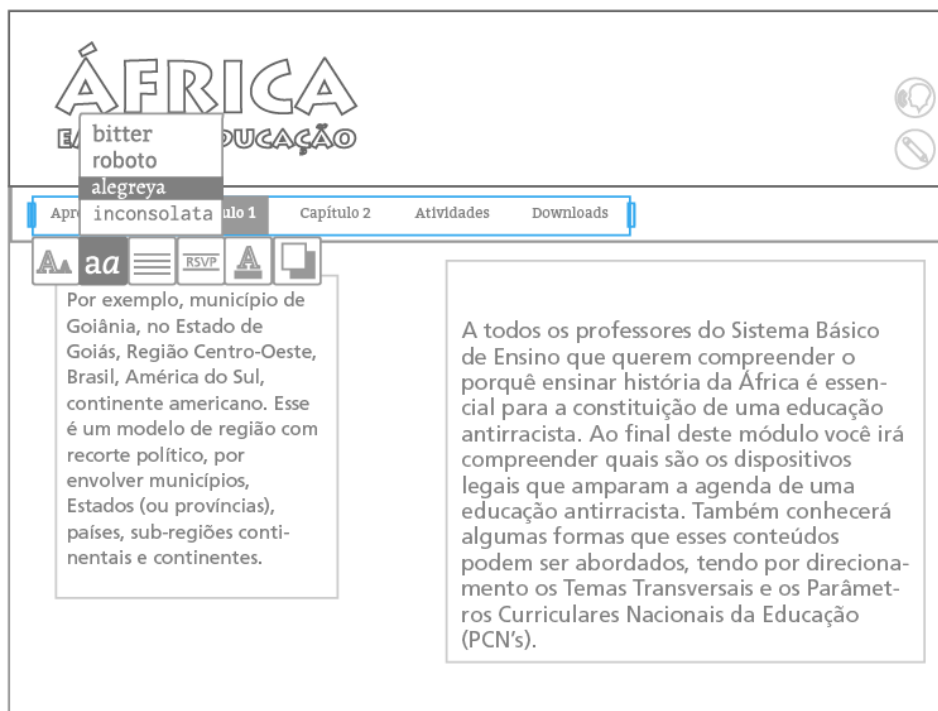 ÁFRICA
bitter
roboto
alegreya
inconsolata
Capítulo 2 Atividades Downloads
aa RSVP A
Por exemplo, município de
Goiânia, no Estado de
Goiás, Região Centro-Oeste,
Brasil, América do Sul,
continente americano. Esse
é um modelo de região com
recorte político, por
envolver municípios,
Estados (ou províncias),
países, sub-regiões conti-
nentais e continentes.
A todos os professores do Sistema Básico
de Ensino que querem compreender o
porquê ensinar história da África é essen-
cial para a constituição de uma educação
antirracista. Ao final deste módulo você irá
compreender quais são os dispositivos
legais que amparam a agenda de uma
educação antirracista. Também conhecerá
algumas formas que esses conteúdos
podem ser abordados, tendo por direciona-
mento os Temas Transversais e os Parâmet-
ros Curriculares Nacionais da Educação
(PCN's).